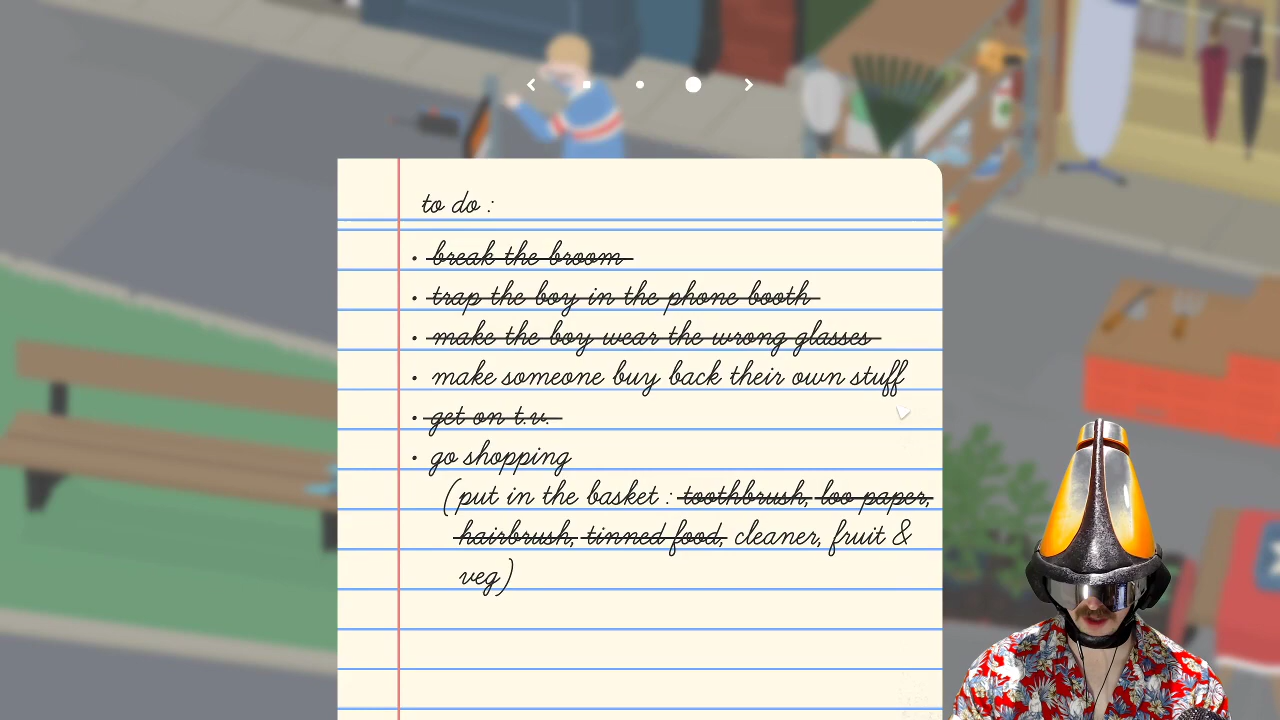 to do :
• break the broom
• trap the boy in the phone booth
• make the boy wear the wrong glasses
• make someone buy back their own stuff
• get on t.v.
• go shopping
(put in the basket : toothbrush, loo paper,
hairbrush, tinned food, cleaner, fruit &
veg)